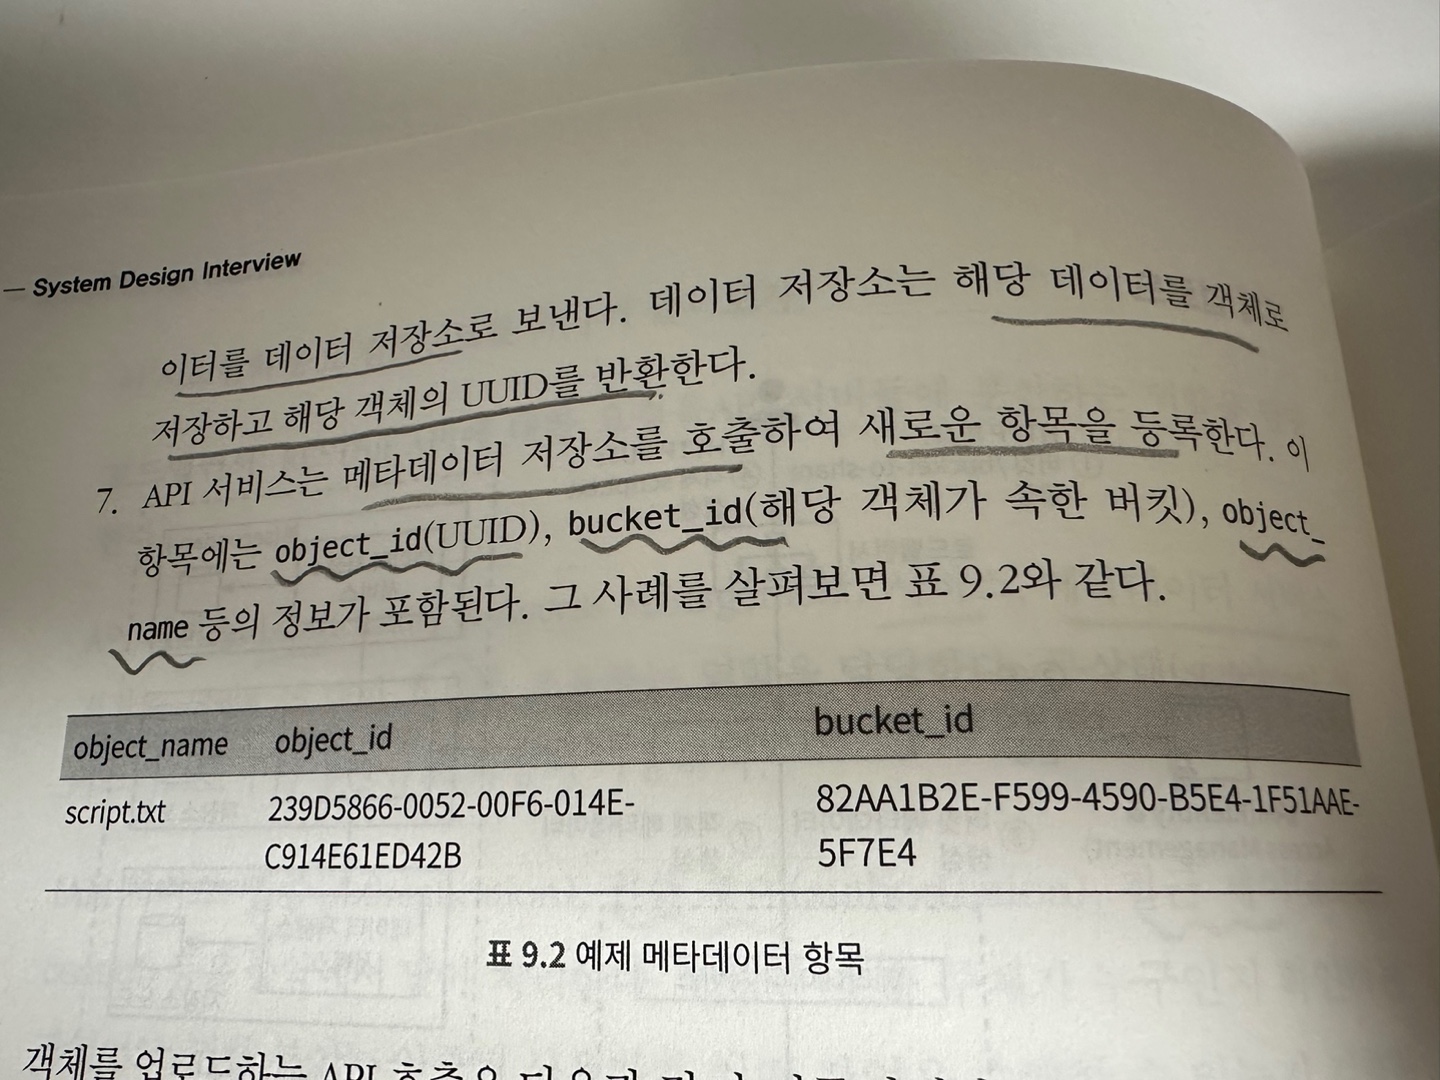 — System Design Interview
이터를 데이터 저장소로 보낸다. 데이터 저장소는 해당 데이터를 객체로
저장하고 해당 객체의 UUID를 반환한다.
7. API 서비스는 메타데이터 저장소를 호출하여 새로운 항목을 등록한다. 이
항목에는 object_id(UUID), bucket_id(해당 객체가 속한 버킷), object_
name 등의 정보가 포함된다. 그 사례를 살펴보면 표 9.2와 같다.
object_name object_id bucket_id
script.txt 239D5866-0052-00F6-014E- 82AA1B2E-F599-4590-B5E4-1F51AAE-
C914E61ED42B 5F7E4
표 9.2 예제 메타데이터 항목
객체를 업로드하는 API